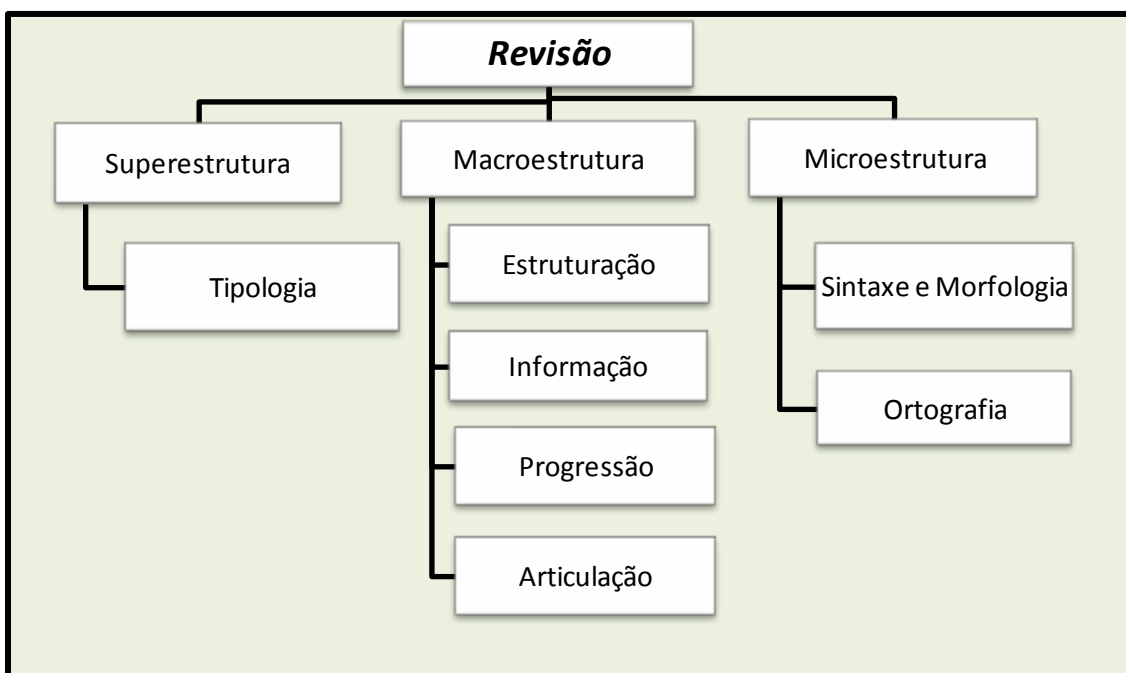 Revisão
Superestrutura
Tipologia
Macroestrutura
Estruturação
Informação
Progressão
Articulação
Microestrutura
Sintaxe e Morfologia
Ortografia